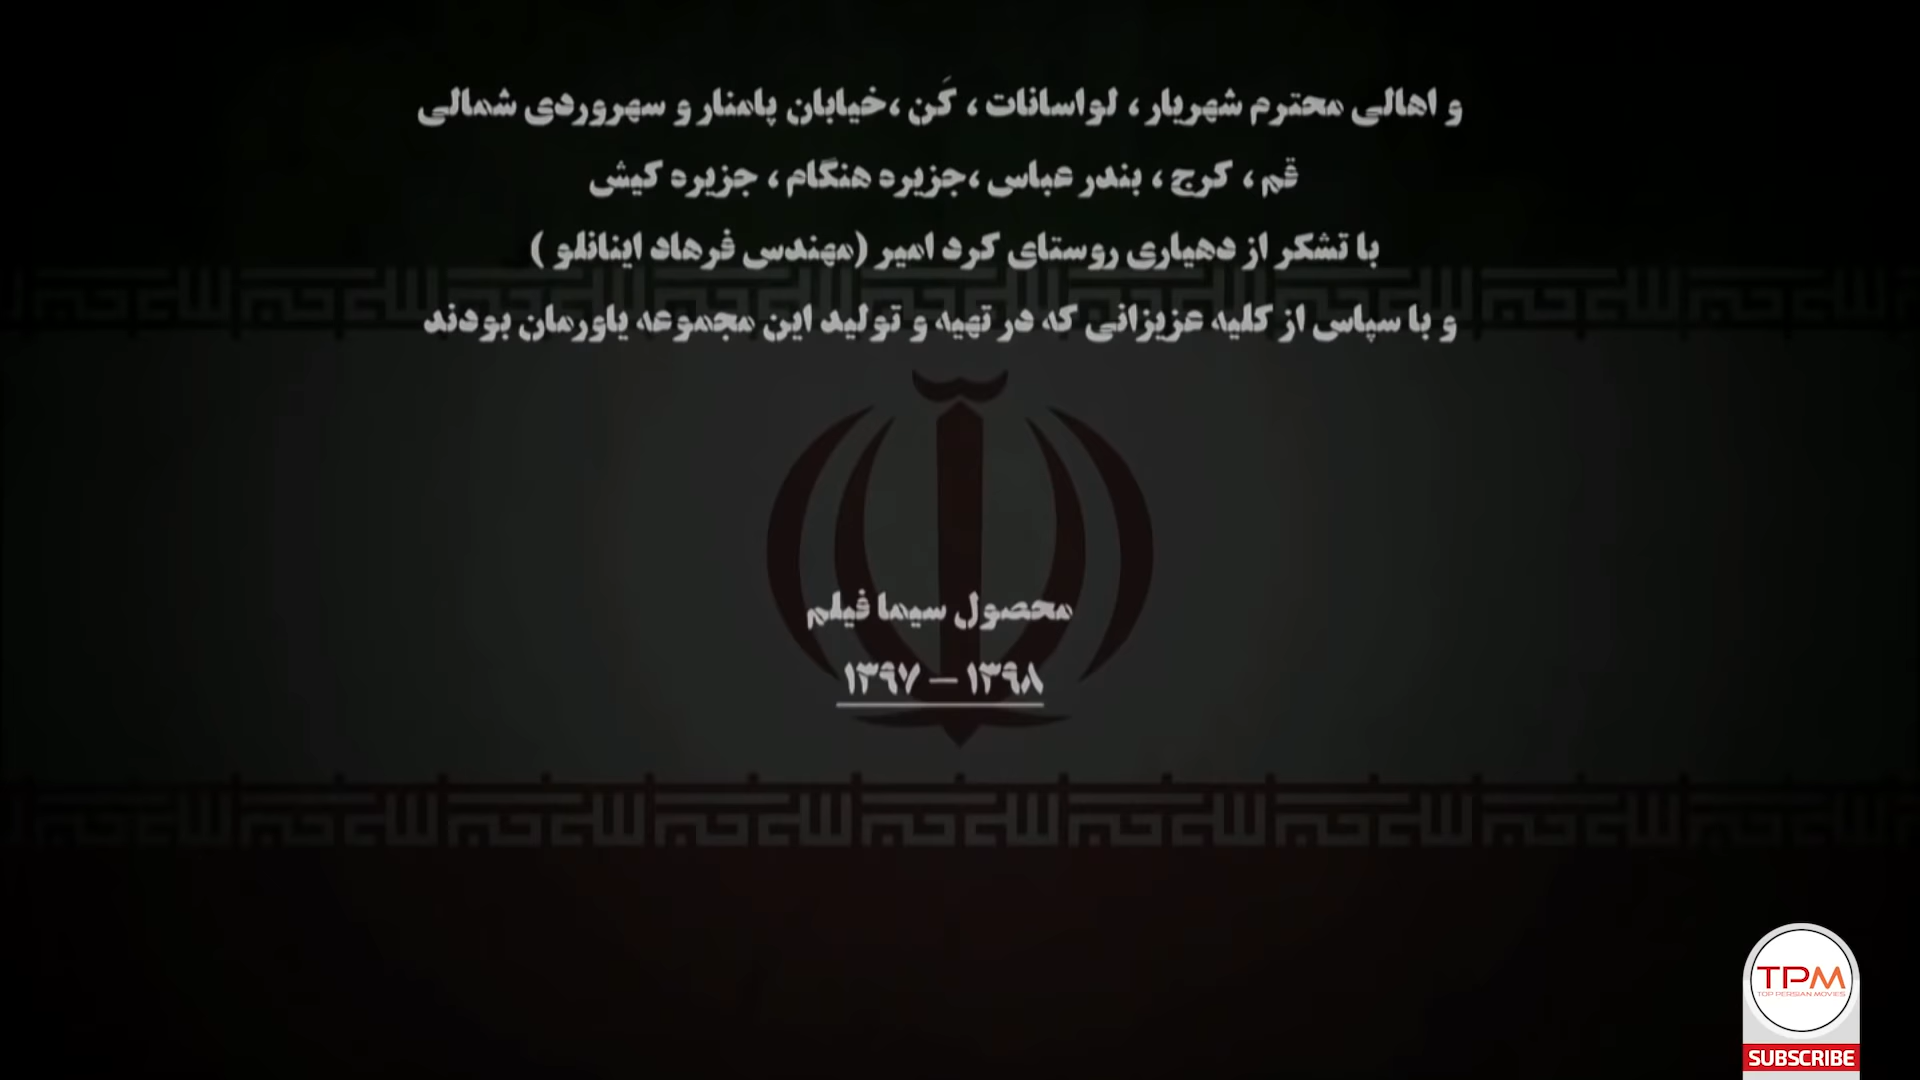 و اهالی محترم شهریار ، لواسانات ، کَن ،خیابان پامنار و سهروردی شمالی
قم ، کرج ، بندر عباس ،جزیره هنگام ، جزیره کیش
با تشکر از دهیاری روستای کرد امیر (مهندس فرهاد اینانلو )
و با سپاس از کلیه عزیزانی که در تهیه و تولید این مجموعه یاورمان بودند
محصول سیما فیلم
۱۳۹۷ – ۱۳۹۸
TPM
TOP PERSIAN MOVIES
SUBSCRIBE